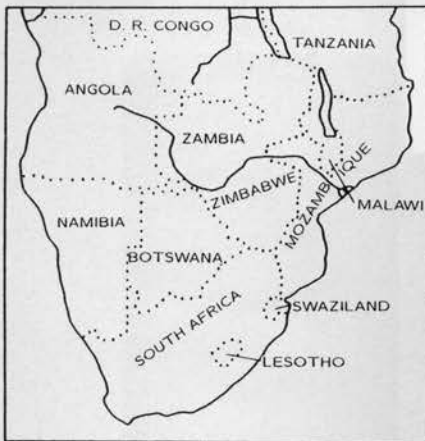 D. R. CONGO
TANZANIA
ANGOLA
ZAMBIA
ZIMBABWE
MOZAMBIQUE
MALAWI
NAMIBIA
BOTSWANA
SOUTH AFRICA
SWAZILAND
LESOTHO